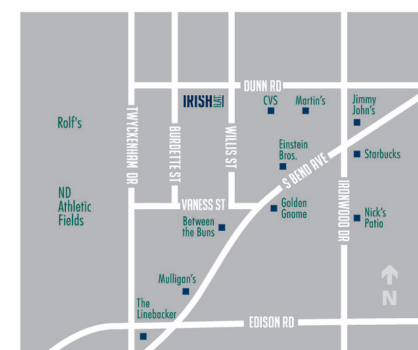 DUNN RD
IRISH
CVS
Martin's
Jimmy
John's
Rolf's
TWYCKENHAM DR
BURDETTE ST
WILLIS ST
Einstein
Bros.
S BEND AVE
Starbucks
IRONWOOD DR
ND
Athletic
Fields
VANESS ST
Between
the Buns
Golden
Gnome
Nick's
Patio
Mulligan's
The
Linebacker
EDISON RD
N